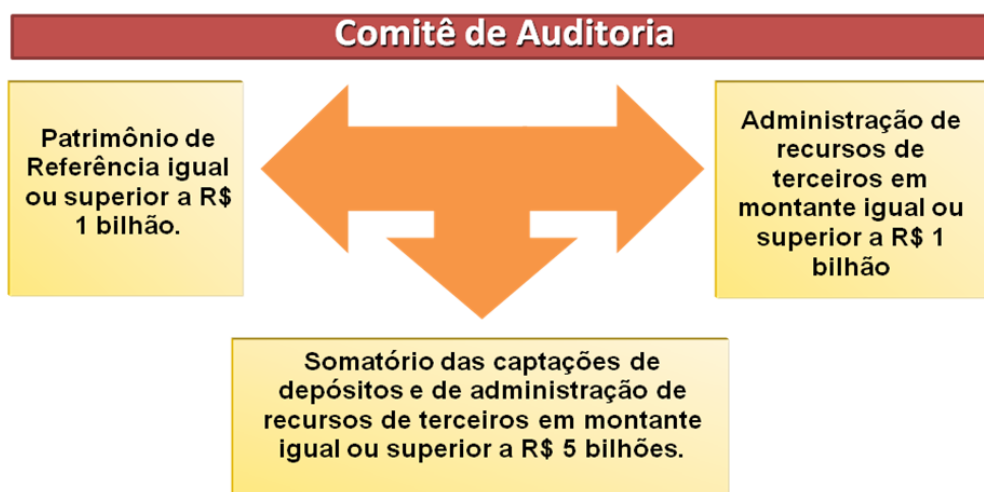 Comitê de Auditoria
Patrimônio de
Referência igual
ou superior a R$
1 bilhão.
Administração de
recursos de
terceiros em
montante igual ou
superior a R$ 1
bilhão
Somatório das captações de
depósitos e de administração de
recursos de terceiros em montante
igual ou superior a R$ 5 bilhões.